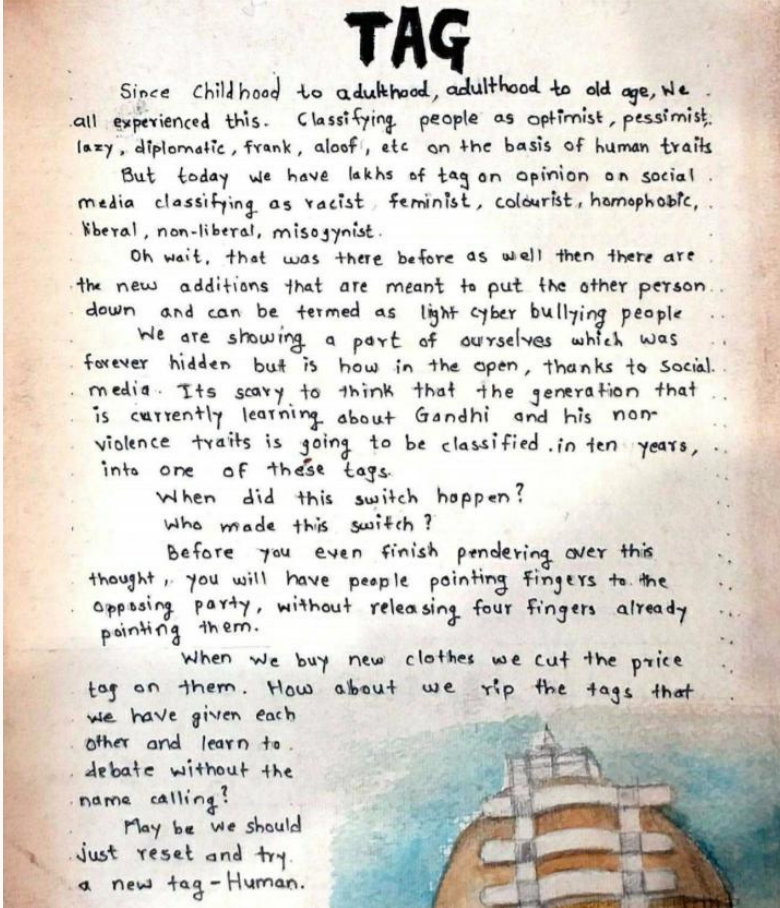 TAG
Since Childhood to adulthood, adulthood to old age, We
all experienced this. Classifying people as optimist, pessimist,
lazy, diplomatic, frank, aloof, etc on the basis of human traits
But today we have lakhs of tag on opinion on social
media classifying as racist, feminist, colourist, homophobic,
liberal, non-liberal, misogynist.
Oh wait, that was there before as well then there are
the new additions that are meant to put the other person
down and can be termed as light cyber bullying people
We are showing a part of ourselves which was
forever hidden but is how in the open, thanks to social
media. Its scary to think that the generation that
is currently learning about Gandhi and his non-
violence traits is going to be classified in ten years,
into one of these tags.
When did this switch happen?
Who made this switch?
Before you even finish pendering over this
thought, you will have people pointing fingers to the
opposing party, without releasing four fingers already
pointing them.
When we buy new clothes we cut the price
tag on them. How about we rip the tags that
we have given each
other and learn to
debate without the
name calling?
May be we should
just reset and try
a new tag - Human.